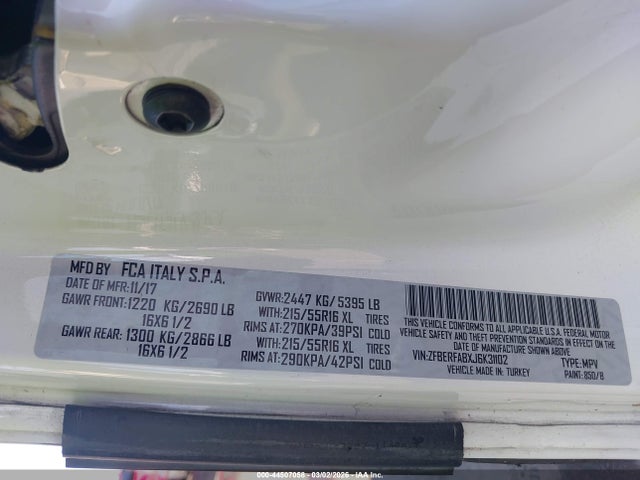 MFD BY FCA ITALY S.P.A.
DATE OF MFR:11/17
GAWR FRONT:1220 KG/2690 LB
16X6 1/2
GAWR REAR: 1300 KG/2866 LB
16X6 1/2
GVWR:2447 KG/5395 LB
WITH:215/55R16 XL TIRES
RIMS AT:270KPA/39PSI COLD
WITH:215/55R16 XL TIRES
RIMS AT:290KPA/42PSI COLD
THIS VEHICLE CONFORMS TO ALL APPLICABLE U.S.A. FEDERAL MOTOR
VEHICLE SAFETY AND THEFT PREVENTION STANDARDS IN EFFECT ON THE
DATE OF MANUFACTURE SHOWN ABOVE
VIN:ZFBERFABXJ6K31102 TYPE:MPV
VEHICLE MADE IN: TURKEY PAINT: 850/B
000-44507058 - 03/02/2026 - IAA Inc.